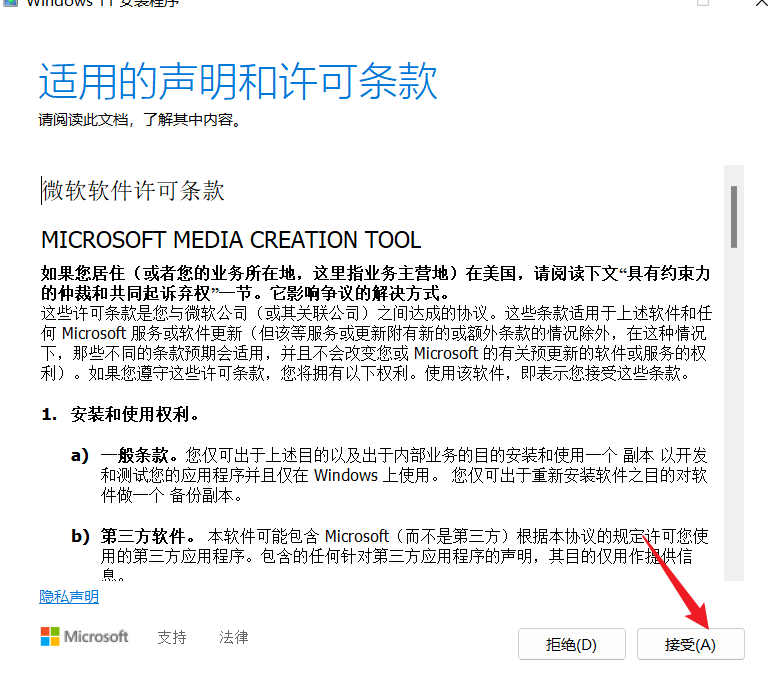 Windows 11 安装程序
适用的声明和许可条款
请阅读此文档，了解其中内容。
微软软件许可条款
MICROSOFT MEDIA CREATION TOOL
如果您居住（或者您的业务所在地，这里指业务主营地）在美国，请阅读下文“具有约束力
的仲裁和共同起诉弃权”一节。它影响争议的解决方式。
这些许可条款是您与微软公司（或其关联公司）之间达成的协议。这些条款适用于上述软件和任
何 Microsoft 服务或软件更新（但该等服务或更新附有新的或额外条款的情况除外，在这种情况
下，那些不同的条款预期会适用，并且不会改变您或 Microsoft 的有关预更新的软件或服务的权
利）。如果您遵守这些许可条款，您将拥有以下权利。使用该软件，即表示您接受这些条款。
1. 安装和使用权利。
a) 一般条款。您仅可出于上述目的以及出于内部业务的目的安装和使用一个 副本 以开发
和测试您的应用程序并且仅在 Windows 上使用。 您仅可出于重新安装软件之目的对软
件做一个 备份副本。
b) 第三方软件。 本软件可能包含 Microsoft（而不是第三方）根据本协议的规定许可您使
用的第三方应用程序。包含的任何针对第三方应用程序的声明，其目的仅用作提供信
息。
隐私声明
Microsoft 支持 法律
拒绝(D) 接受(A)